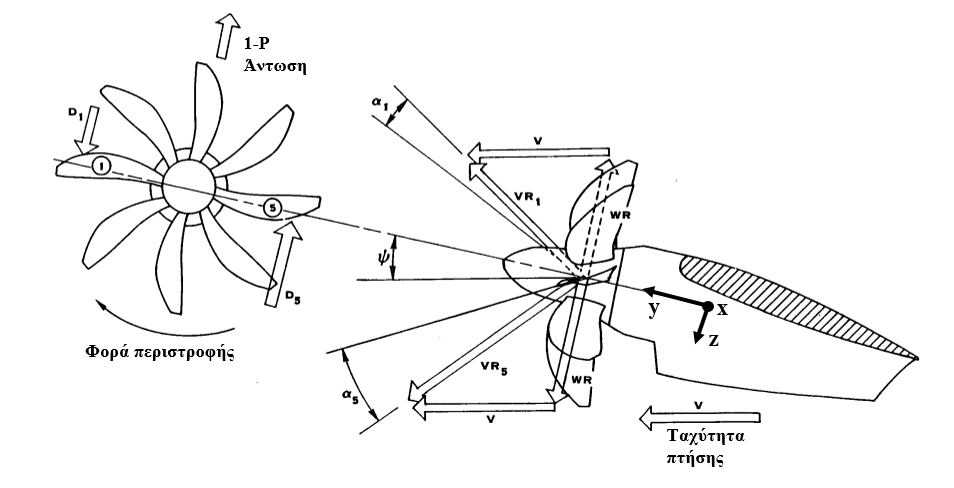 1-P
Άντωση
D1
1
5
D5
Φορά περιστροφής
α1
V
VR1
WR
ψ
y
x
z
α5
VR5
WR
V
V
Ταχύτητα
πτήσης